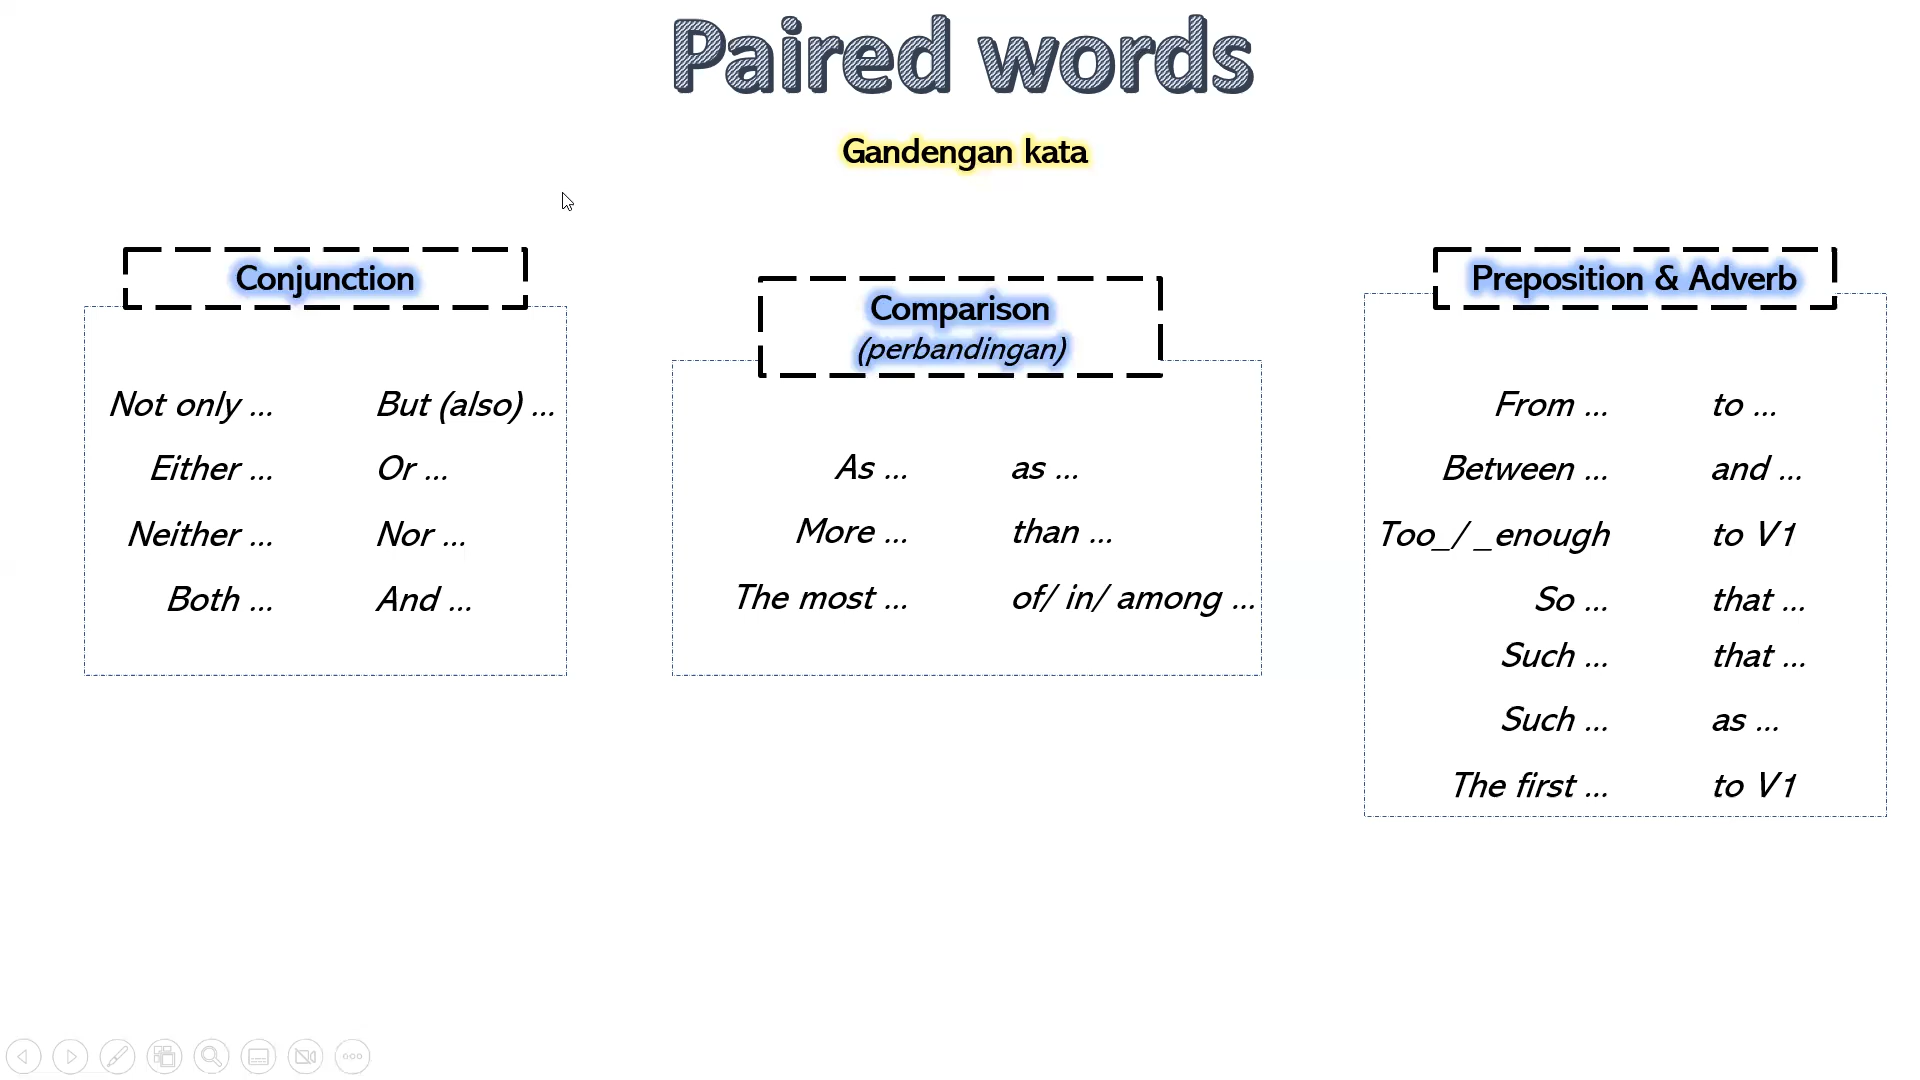 Paired words
Gandengan kata
Conjunction
Not only ... But (also) ...
Either ... Or ...
Neither ... Nor ...
Both ... And ...
Comparison
(perbandingan)
As ... as ...
More ... than ...
The most ... of/ in/ among ...
Preposition & Adverb
From ... to ...
Between ... and ...
Too_/ _enough to V1
So ... that ...
Such ... that ...
Such ... as ...
The first ... to V1